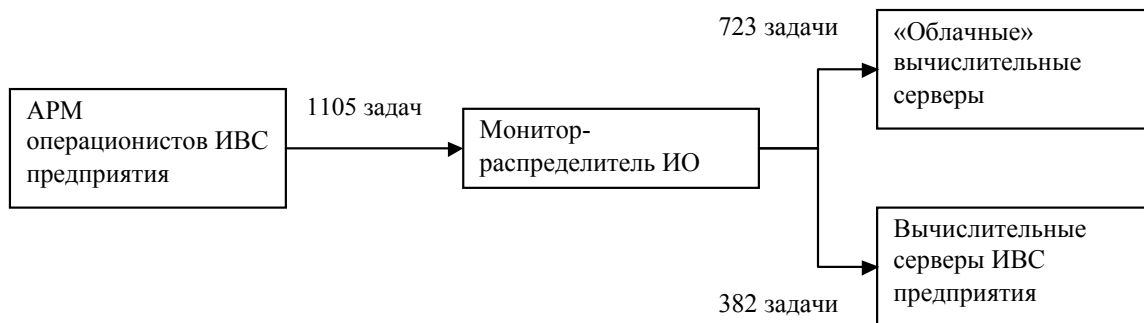 723 задачи
«Облачные»
вычислительные
серверы
АРМ
операционистов ИВС
предприятия
1105 задач
Монитор-
распределитель ИО
Вычислительные
серверы ИВС
предприятия
382 задачи